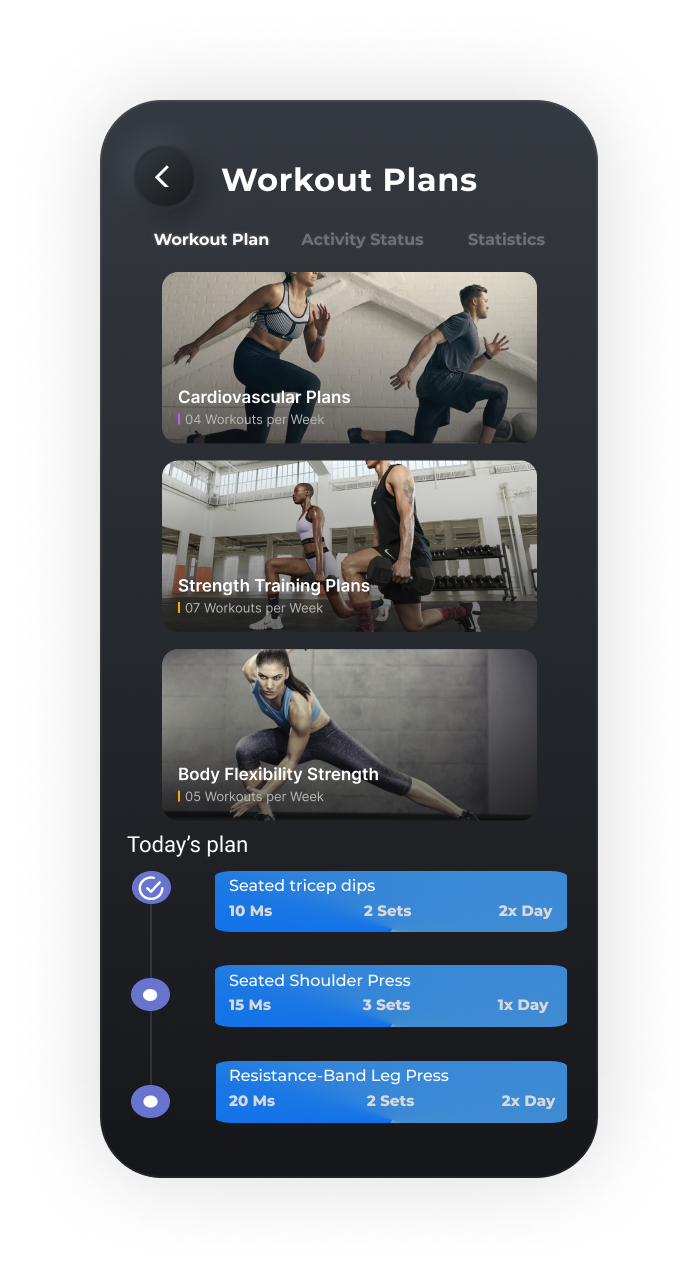 Workout Plans
Workout Plan Activity Status Statistics
Cardiovascular Plans
04 Workouts per Week
Strength Training Plans
07 Workouts per Week
Body Flexibility Strength
05 Workouts per Week
Today’s plan
Seated tricep dips
10 Ms 2 Sets 2x Day
Seated Shoulder Press
15 Ms 3 Sets 1x Day
Resistance-Band Leg Press
20 Ms 2 Sets 2x Day